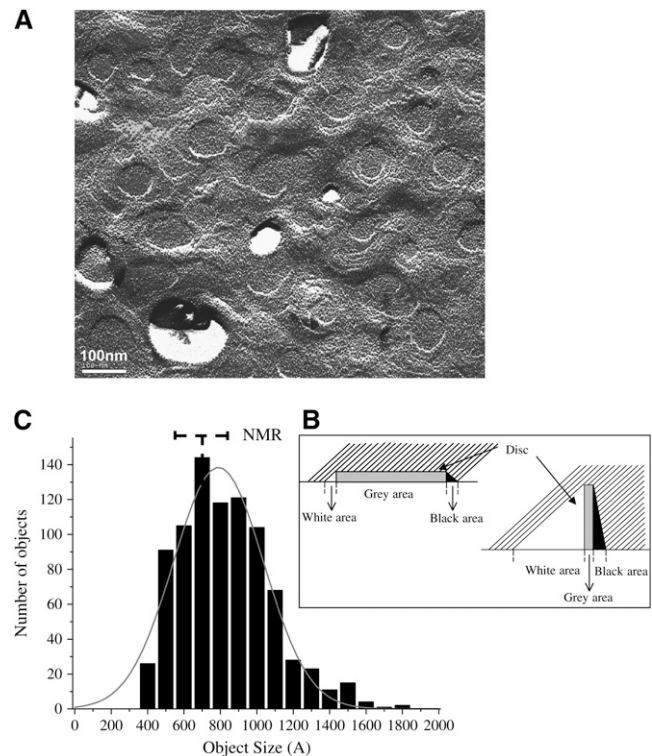 A
100nm
100 nm
C
NMR
Number of objects
140
120
100
80
60
40
20
0
0 200 400 600 800 1000 1200 1400 1600 1800 2000
Object Size (A)
B
Disc
Grey area
White area
Black area
White area
Black area
Grey area